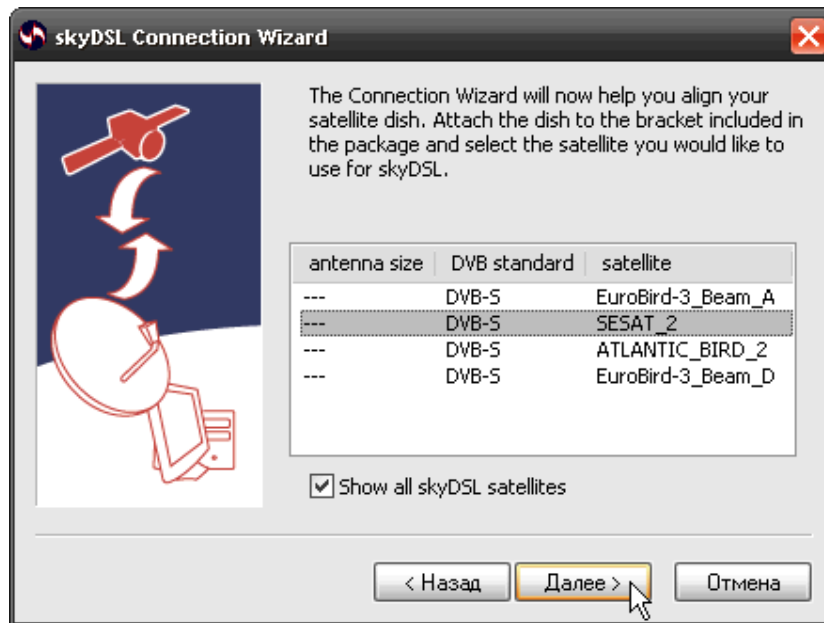 skyDSL Connection Wizard
The Connection Wizard will now help you align your
satellite dish. Attach the dish to the bracket included in
the package and select the satellite you would like to
use for skyDSL.
antenna size DVB standard satellite
--- DVB-S EuroBird-3_Beam_A
--- DVB-S SESAT_2
--- DVB-S ATLANTIC_BIRD_2
--- DVB-S EuroBird-3_Beam_D
Show all skyDSL satellites
< Назад Далее > Отмена